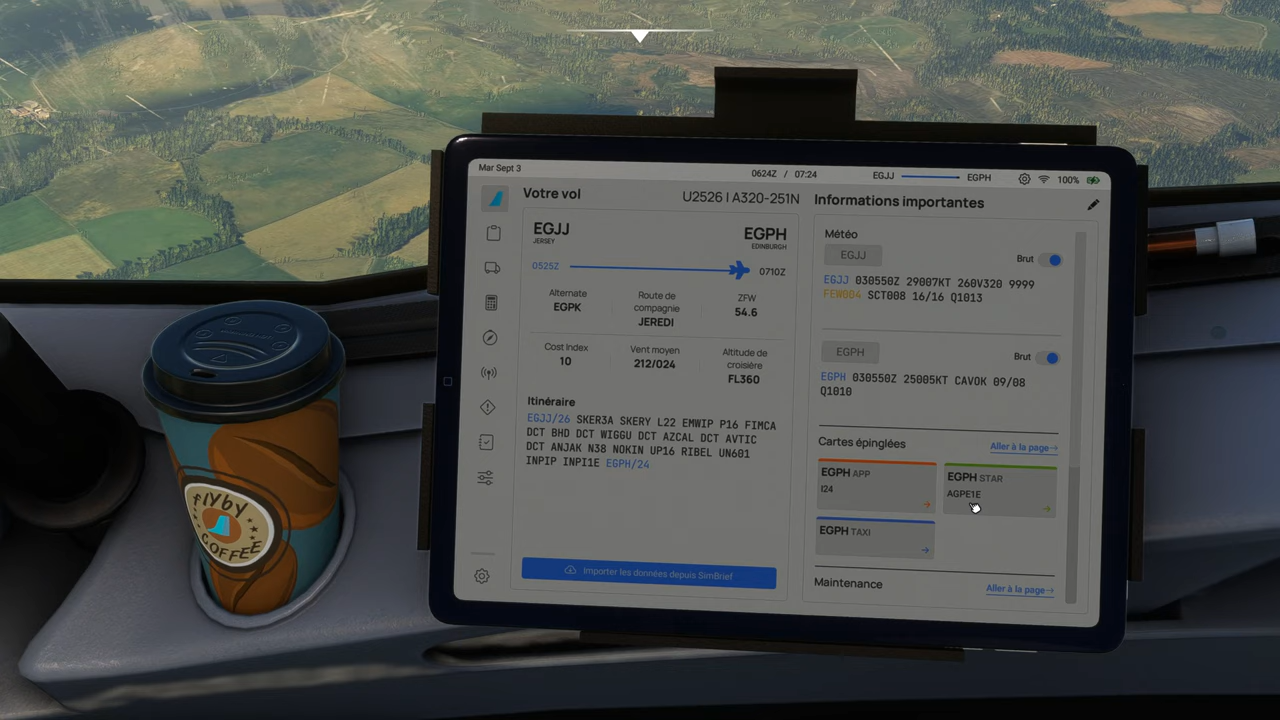 Mar Sept 3
0624Z / 07:24
EGJJ
EGPH
100%
Votre vol
U2526 | A320-251N
EGJJ
JERSEY
EGPH
EDINBURGH
0525Z
0710Z
Alternate
EGPK
Route de
compagnie
JEREDI
ZFW
54.6
Cost Index
10
Vent moyen
212/024
Altitude de
croisière
FL360
Itinéraire
EGJJ/26 SKER3A SKERY L22 EMWIP P16 FIMCA
DCT BHD DCT WIGGU DCT AZCAL DCT AVTIC
DCT ANJAK N38 NOKIN UP16 RIBEL UN601
INPIP INPI1E EGPH/24
Importer les données depuis SimBrief
Informations importantes
Météo
EGJJ
Brut
EGJJ 030550Z 29007KT 260V320 9999
FEW004 SCT008 16/16 Q1013
EGPH
Brut
EGPH 030550Z 25005KT CAVOK 09/08
Q1010
Cartes épinglées
Aller à la page
EGPH APP
I24
EGPH STAR
AGPE1E
EGPH TAXI
Maintenance
Aller à la page
FlyBy
COFFEE